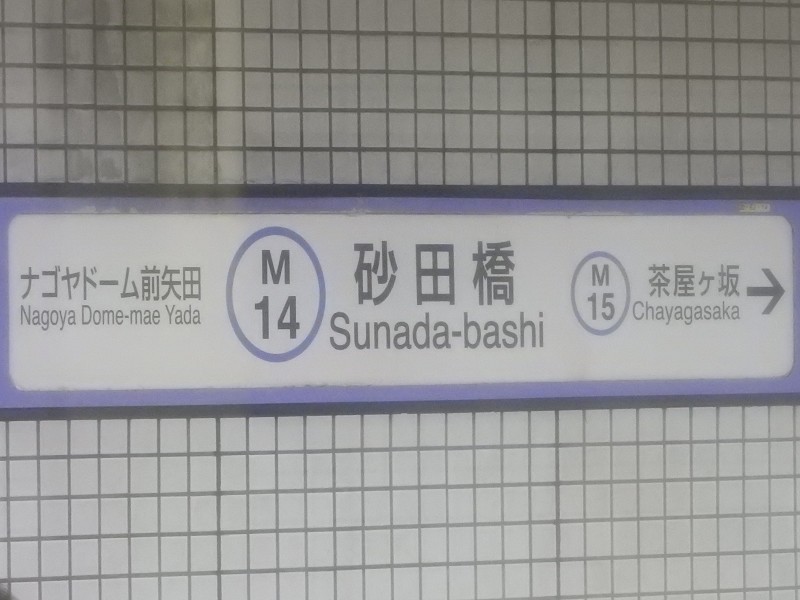 ナゴヤドーム前矢田
Nagoya Dome-mae Yada
M
14
砂田橋
Sunada-bashi
M
15
茶屋ヶ坂
Chayagasaka